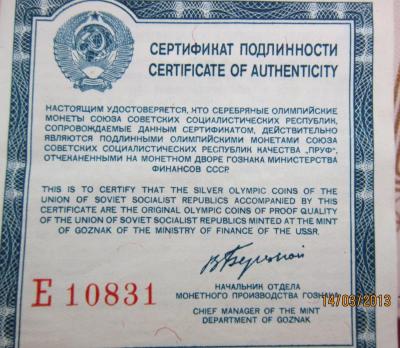 СЕРТИФИКАТ ПОДЛИННОСТИ
CERTIFICATE OF AUTHENTICITY
НАСТОЯЩИМ УДОСТОВЕРЯЕТСЯ, ЧТО СЕРЕБРЯНЫЕ ОЛИМПИЙСКИЕ
МОНЕТЫ СОЮЗА СОВЕТСКИХ СОЦИАЛИСТИЧЕСКИХ РЕСПУБЛИК,
СОПРОВОЖДАЕМЫЕ ДАННЫМ СЕРТИФИКАТОМ, ДЕЙСТВИТЕЛЬНО
ЯВЛЯЮТСЯ ПОДЛИННЫМИ ОЛИМПИЙСКИМИ МОНЕТАМИ СОЮЗА
СОВЕТСКИХ СОЦИАЛИСТИЧЕСКИХ РЕСПУБЛИК КАЧЕСТВА „ПРУФ",
ОТЧЕКАНЕННЫМИ НА МОНЕТНОМ ДВОРЕ ГОЗНАКА МИНИСТЕРСТВА
ФИНАНСОВ СССР.
THIS IS TO CERTIFY THAT THE SILVER OLYMPIC COINS OF THE
UNION OF SOVIET SOCIALIST REPUBLICS ACCOMPANIED BY THIS
CERTIFICATE ARE THE ORIGINAL OLYMPIC COINS OF PROOF QUALITY
OF THE UNION OF SOVIET SOCIALIST REPUBLICS MINTED AT THE MINT
OF GOZNAK OF THE MINISTRY OF FINANCE OF THE USSR.
E 10831
НАЧАЛЬНИК ОТДЕЛА
МОНЕТНОГО ПРОИЗВОДСТВА ГОЗНАКА
14/03/2013
CHIEF MANAGER OF THE MINT
DEPARTMENT OF GOZNAK